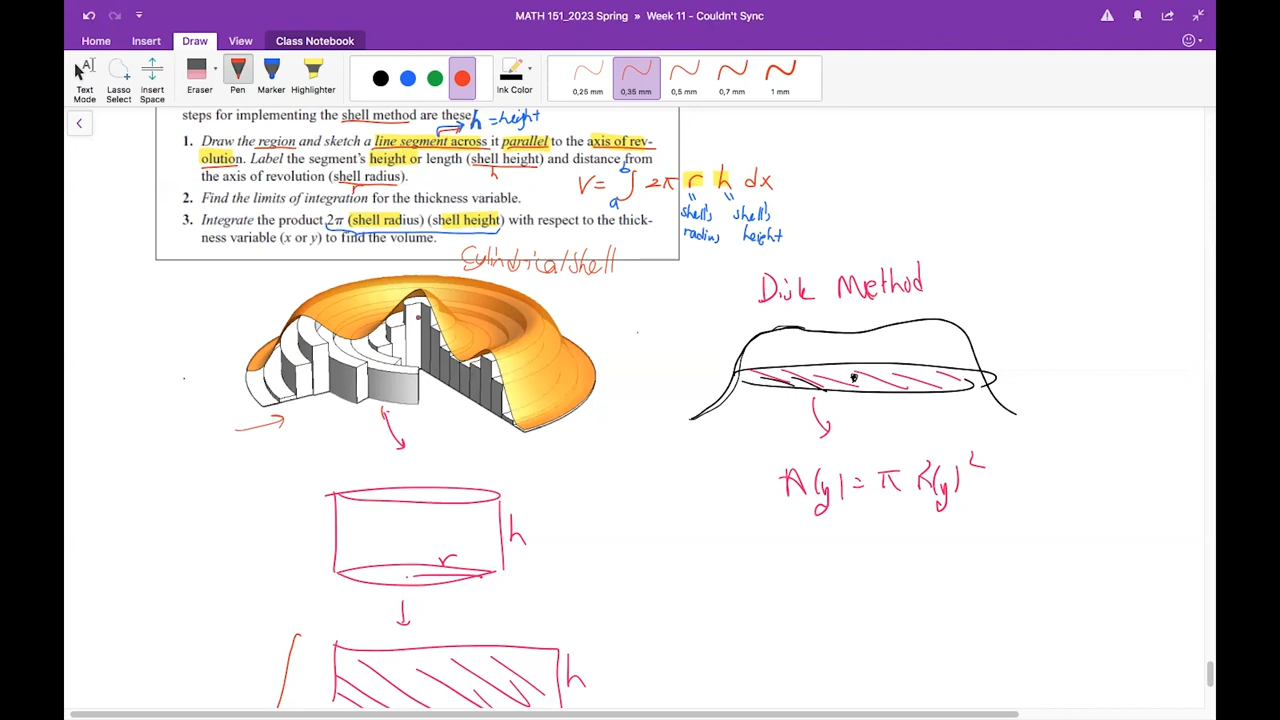 MATH 151_2023 Spring » Week 11 - Couldn't Sync
Home Insert Draw View Class Notebook
Text Mode
Lasso Select
Insert Space
Eraser
Pen
Marker
Highlighter
Ink Color
0,25 mm
0,35 mm
0,5 mm
0,7 mm
1 mm
steps for implementing the shell method are these
h = height
1. Draw the region and sketch a line segment across it parallel to the axis of rev-
olution. Label the segment's height or length (shell height) and distance from
the axis of revolution (shell radius).
h
r
2. Find the limits of integration for the thickness variable.
3. Integrate the product 2π (shell radius) (shell height) with respect to the thick-
ness variable (x or y) to find the volume.
V = ∫ 2π r h dx
b
a
shell's radius
shell's height
Cylindrical shell
Disk Method
A(y) = π R(y)²
h
r
h